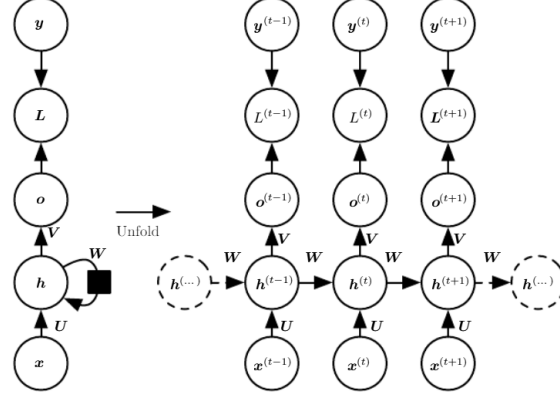 y y^(t−1) y^(t) y^(t+1)
L L^(t−1) L^(t) L^(t+1)
o o^(t−1) o^(t) o^(t+1)
Unfold
V V V V
W W W W W
h h^(...) h^(t−1) h^(t) h^(t+1) h^(...)
U U U U
x x^(t−1) x^(t) x^(t+1)